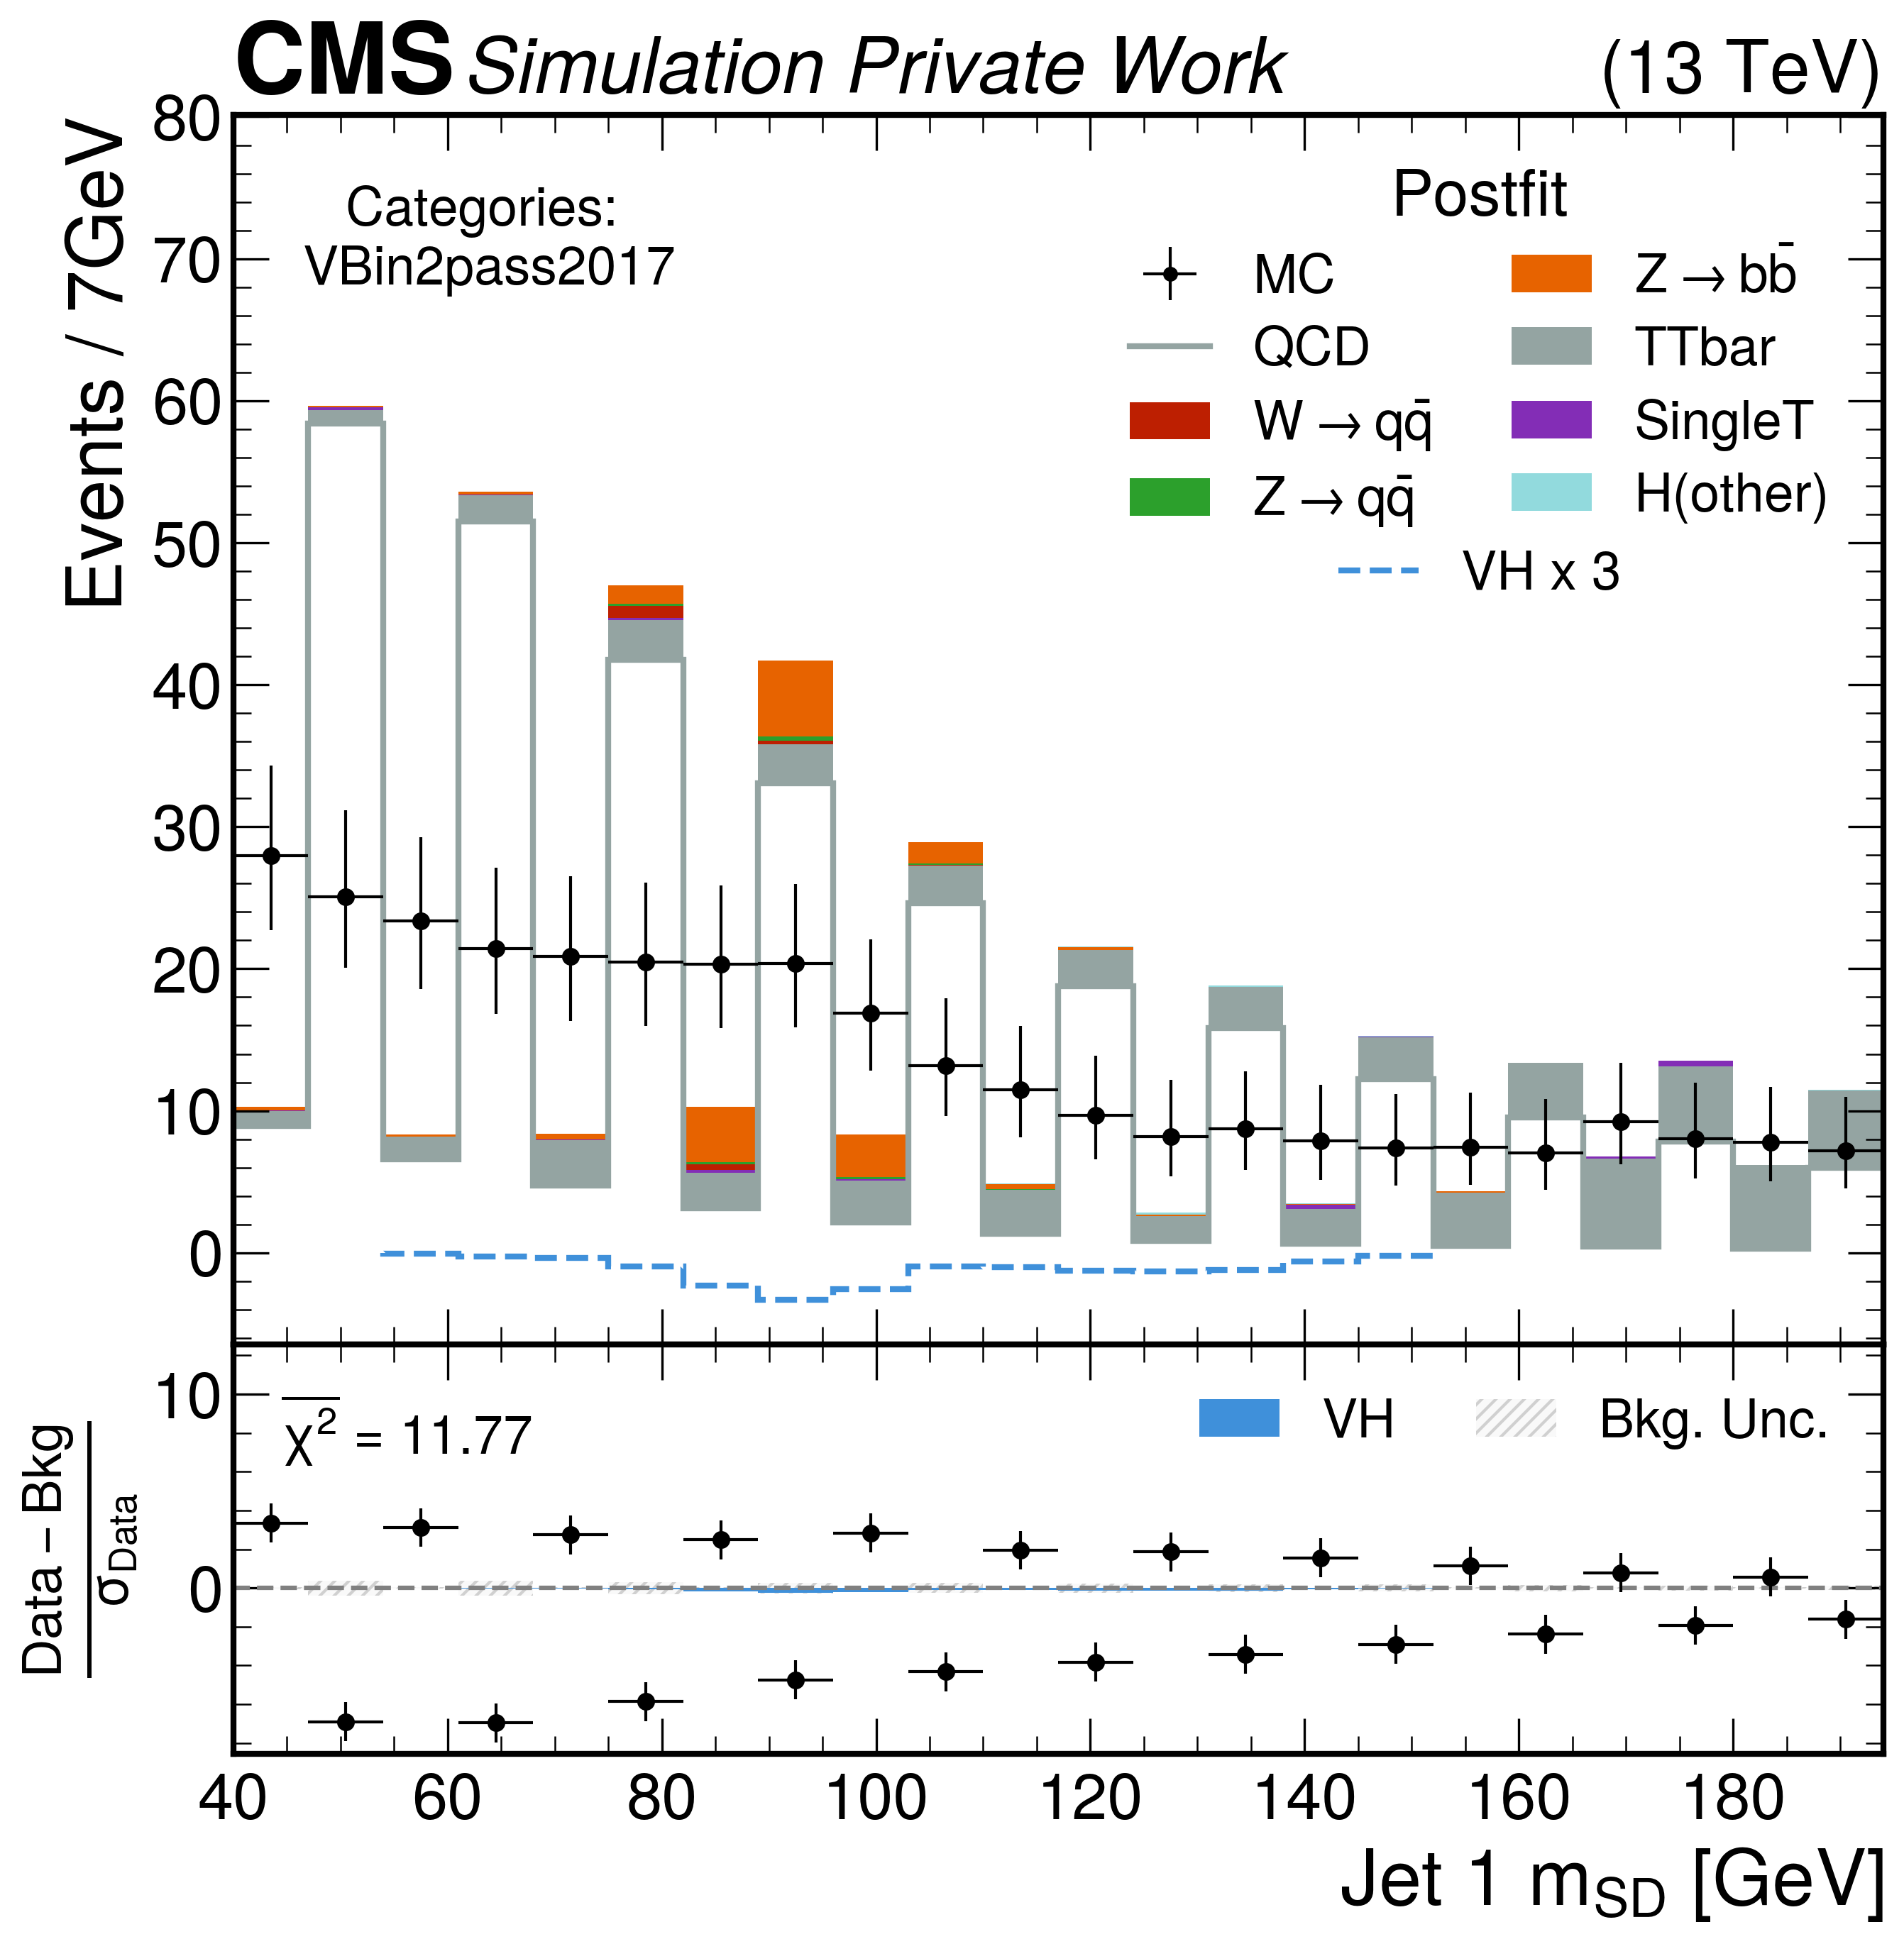 CMS Simulation Private Work (13 TeV)
Events / 7GeV
80
70
60
50
40
30
20
10
0
Categories:
VBin2pass2017
Postfit
MC
QCD
W → qq̄
Z → qq̄
Z → bb̄
TTbar
SingleT
H(other)
VH x 3
Data − Bkg
σ_Data
10
0
χ² = 11.77
VH
Bkg. Unc.
40 60 80 100 120 140 160 180
Jet 1 m_SD [GeV]